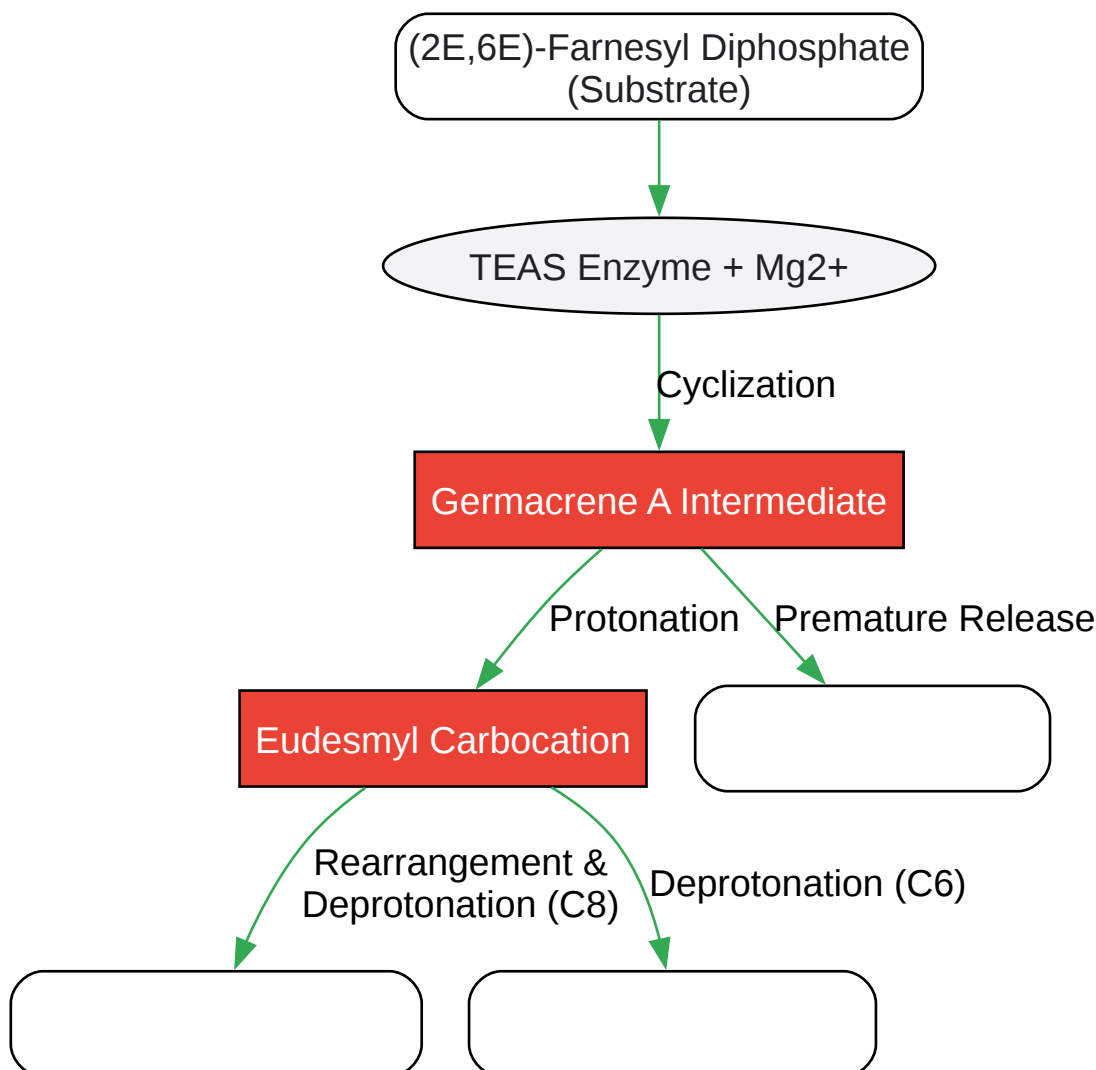 (2E,6E)-Farnesyl Diphosphate
(Substrate)
TEAS Enzyme + Mg2+
Cyclization
Germacrene A Intermediate
Protonation
Premature Release
Eudesmyl Carbocation
Rearrangement &
Deprotonation (C8)
Deprotonation (C6)